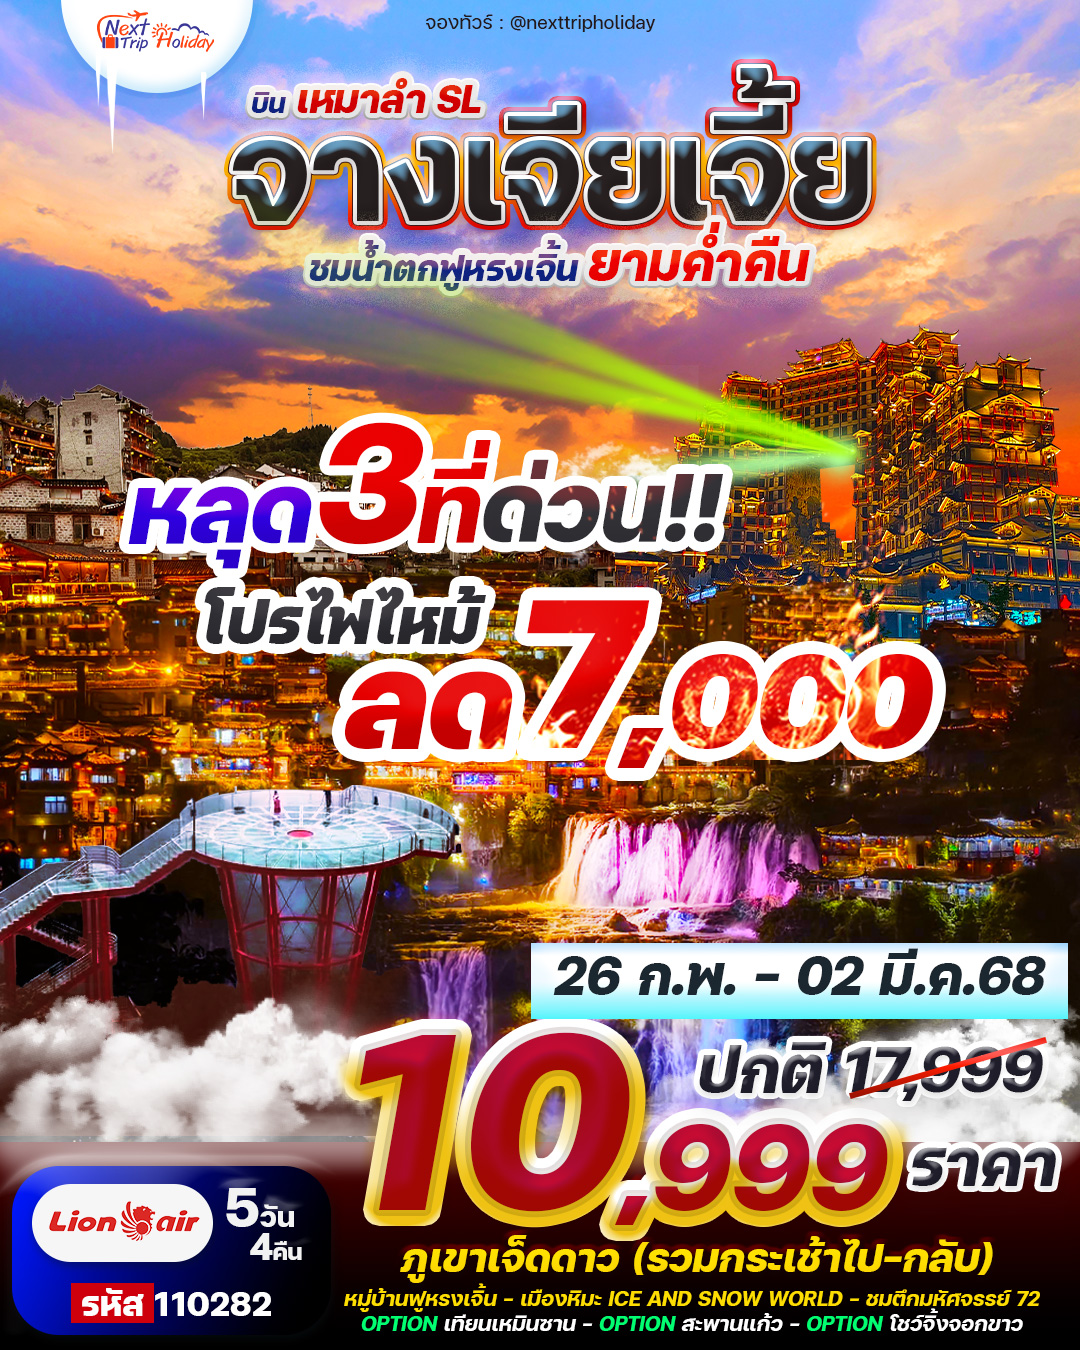 Next Trip Holiday
จองทัวร์ : @nexttripholiday
บิน เหมาลำ SL
จางเจียเจี้ย
ชมน้ำตกฟูหรงเจิ้น ยามค่ำคืน
หลุด 3 ที่ด่วน!!
โปรไฟไหม้
ลด 7,000
26 ก.พ. - 02 มี.ค.68
ปกติ 17,999
10,999 ราคา
Lion air
5 วัน
4 คืน
รหัส 110282
ภูเขาเจ็ดดาว (รวมกระเช้าไป-กลับ)
หมู่บ้านฟูหรงเจิ้น - เมืองหิมะ ICE AND SNOW WORLD - ชมตึกมหัศจรรย์ 72
OPTION เทียนเหมินซาน - OPTION สะพานแก้ว - OPTION โชว์จิ้งจอกขาว